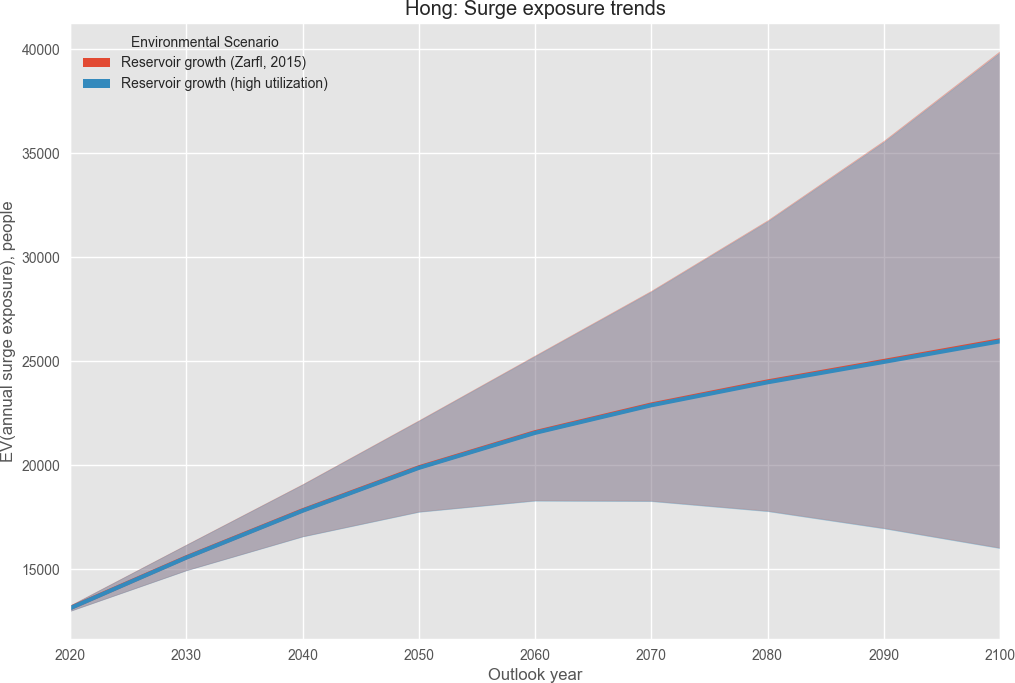 Hong: Surge exposure trends
Environmental Scenario
Reservoir growth (Zarfl, 2015)
Reservoir growth (high utilization)
EV(annual surge exposure), people
40000
35000
30000
25000
20000
15000
2020 2030 2040 2050 2060 2070 2080 2090 2100
Outlook year